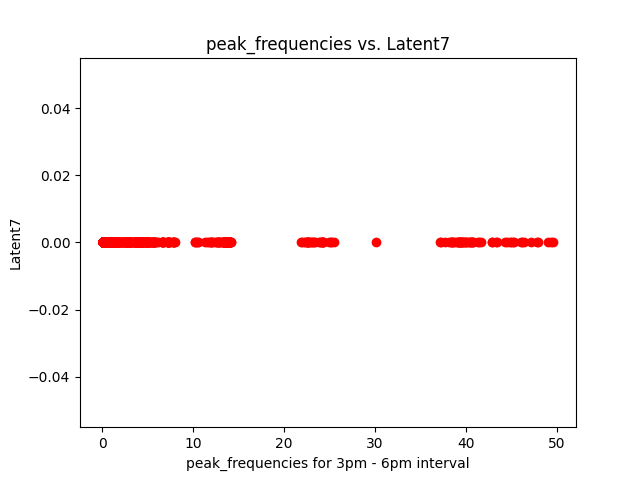 peak_frequencies vs. Latent7
0.04
0.02
0.00
−0.02
−0.04
Latent7
0 10 20 30 40 50
peak_frequencies for 3pm - 6pm interval